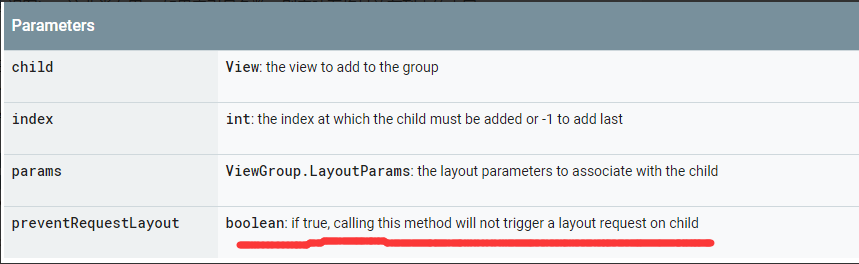 Parameters
child View: the view to add to the group
index int: the index at which the child must be added or -1 to add last
params ViewGroup.LayoutParams: the layout parameters to associate with the child
preventRequestLayout boolean: if true, calling this method will not trigger a layout request on child